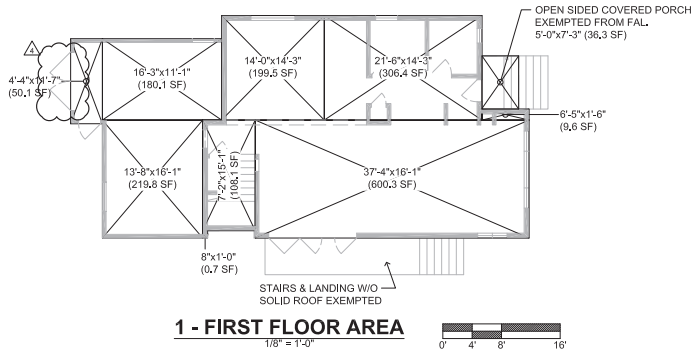 OPEN SIDED COVERED PORCH
EXEMPTED FROM FAL.
5'-0"x7'-3" (36.3 SF)
4
4'-4"x11'-7"
(50.1 SF)
16'-3"x11'-1"
(180.1 SF)
14'-0"x14'-3"
(199.5 SF)
21'-6"x14'-3"
(306.4 SF)
6'-5"x1'-6"
(9.6 SF)
13'-8"x16'-1"
(219.8 SF)
7'-2"x15'-1"
(108.1 SF)
37'-4"x16'-1"
(600.3 SF)
8"x1'-0"
(0.7 SF)
STAIRS & LANDING W/O
SOLID ROOF EXEMPTED
1 - FIRST FLOOR AREA
1/8" = 1'-0"
0' 4' 8' 16'